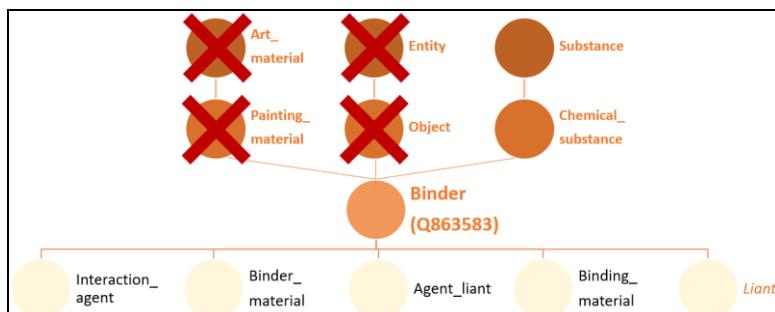 Art_
material
Entity
Substance
Painting_
material
Object
Chemical_
substance
Binder
(Q863583)
Interaction_
agent
Binder_
material
Agent_liant
Binding_
material
Liant